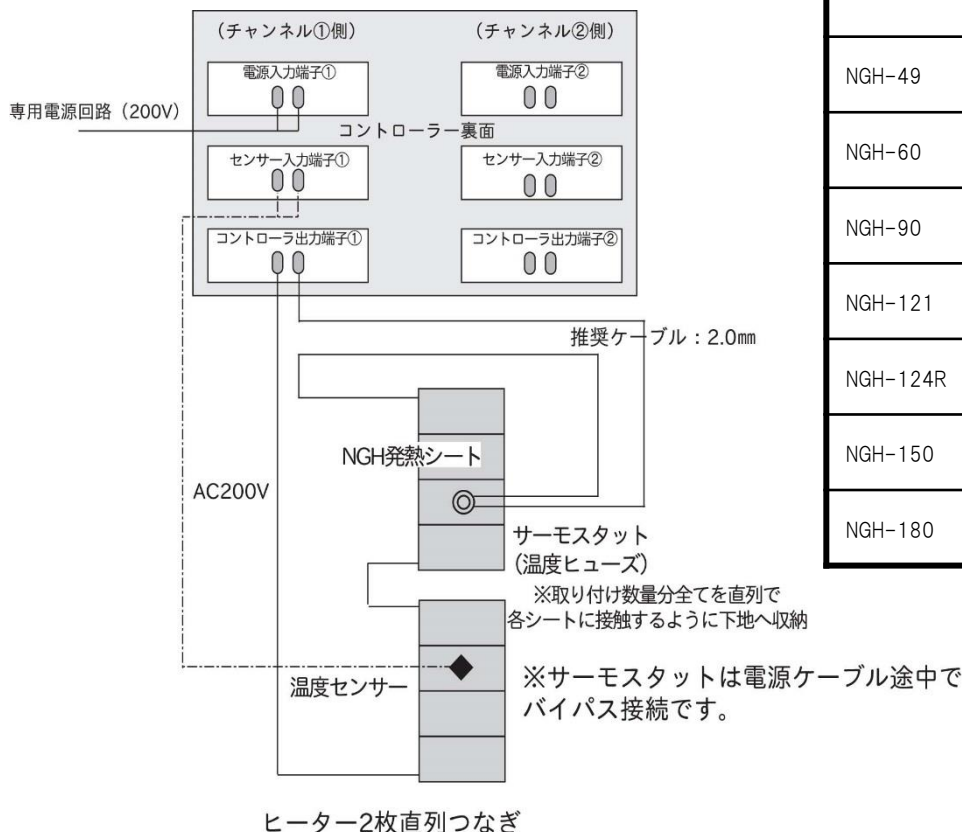 (チャンネル①側)
(チャンネル②側)
電源入力端子①
電源入力端子②
専用電源回路(200V)
コントローラー裏面
センサー入力端子①
センサー入力端子②
コントローラ出力端子①
コントローラ出力端子②
推奨ケーブル:2.0㎜
NGH発熱シート
AC200V
サーモスタット
(温度ヒューズ)
※取り付け数量分全てを直列で
各シートに接触するように下地へ収納
温度センサー
※サーモスタットは電源ケーブル途中で
バイパス接続です。
ヒーター2枚直列つなぎ
NGH-49
NGH-60
NGH-90
NGH-121
NGH-124R
NGH-150
NGH-180